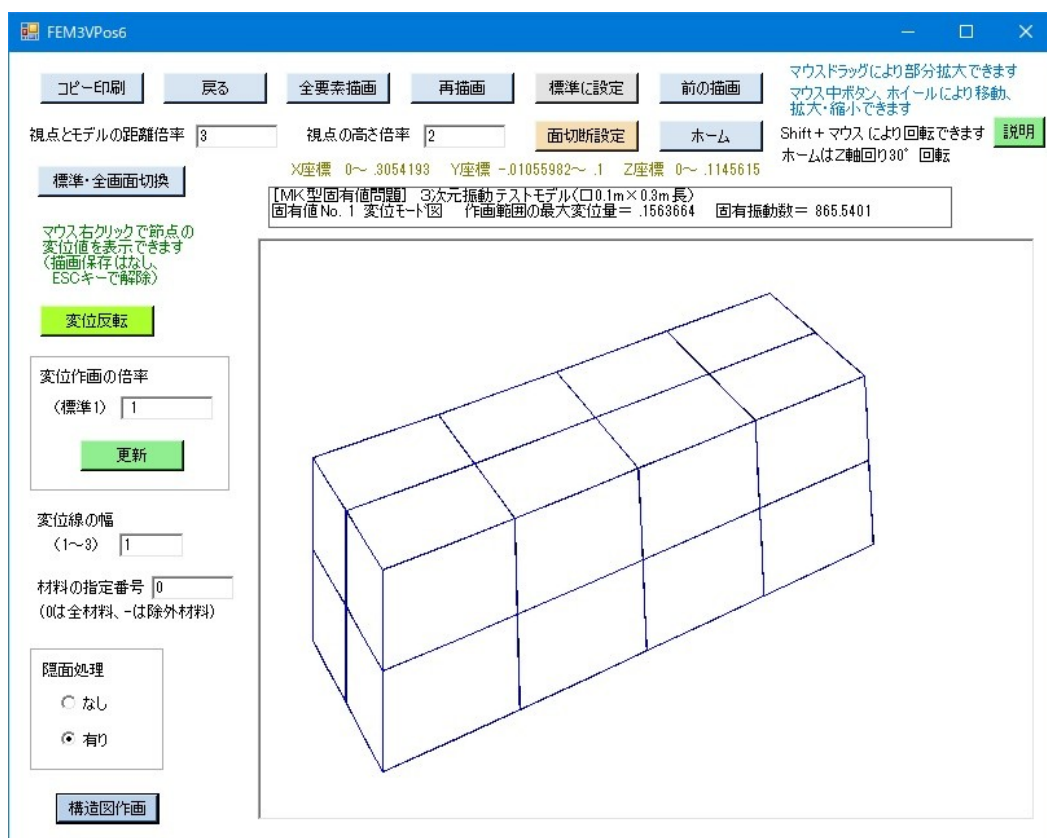 FEM3VPos6
コピー印刷
戻る
全要素描画
再描画
標準に設定
前の描画
マウスドラッグにより部分拡大できます
マウス中ボタン、ホイールにより移動、
拡大・縮小できます
視点とモデルの距離倍率 3
視点の高さ倍率 2
面切断設定
ホーム
Shift+マウスにより回転できます
説明
ホームはZ軸回り30° 回転
標準・全画面切換
X座標 0～ .3054193 Y座標 -.01055982～ .1 Z座標 0～ .1145615
[MK型固有値問題] 3次元振動テストモデル(口0.1m×0.3m長)
固有値No. 1 変位モード図 作画範囲の最大変位量= .1563664 固有振動数= 865.5401
マウス右クリックで節点の
変位値を表示できます
(描画保存はなし、
ESCキーで解除)
変位反転
変位作画の倍率
(標準1) 1
更新
変位線の幅
(1～3) 1
材料の指定番号 0
(0は全材料、-は除外材料)
隠面処理
なし
有り
構造図作画